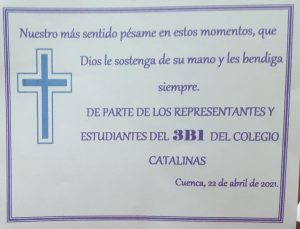 Nuestro más sentido pésame en estos momentos, que
Dios le sostenga de su mano y les bendiga
siempre.
DE PARTE DE LOS REPRESENTANTES Y
ESTUDIANTES DEL 3B1 DEL COLEGIO
CATALINAS
Cuenca, 22 de abril de 2021.